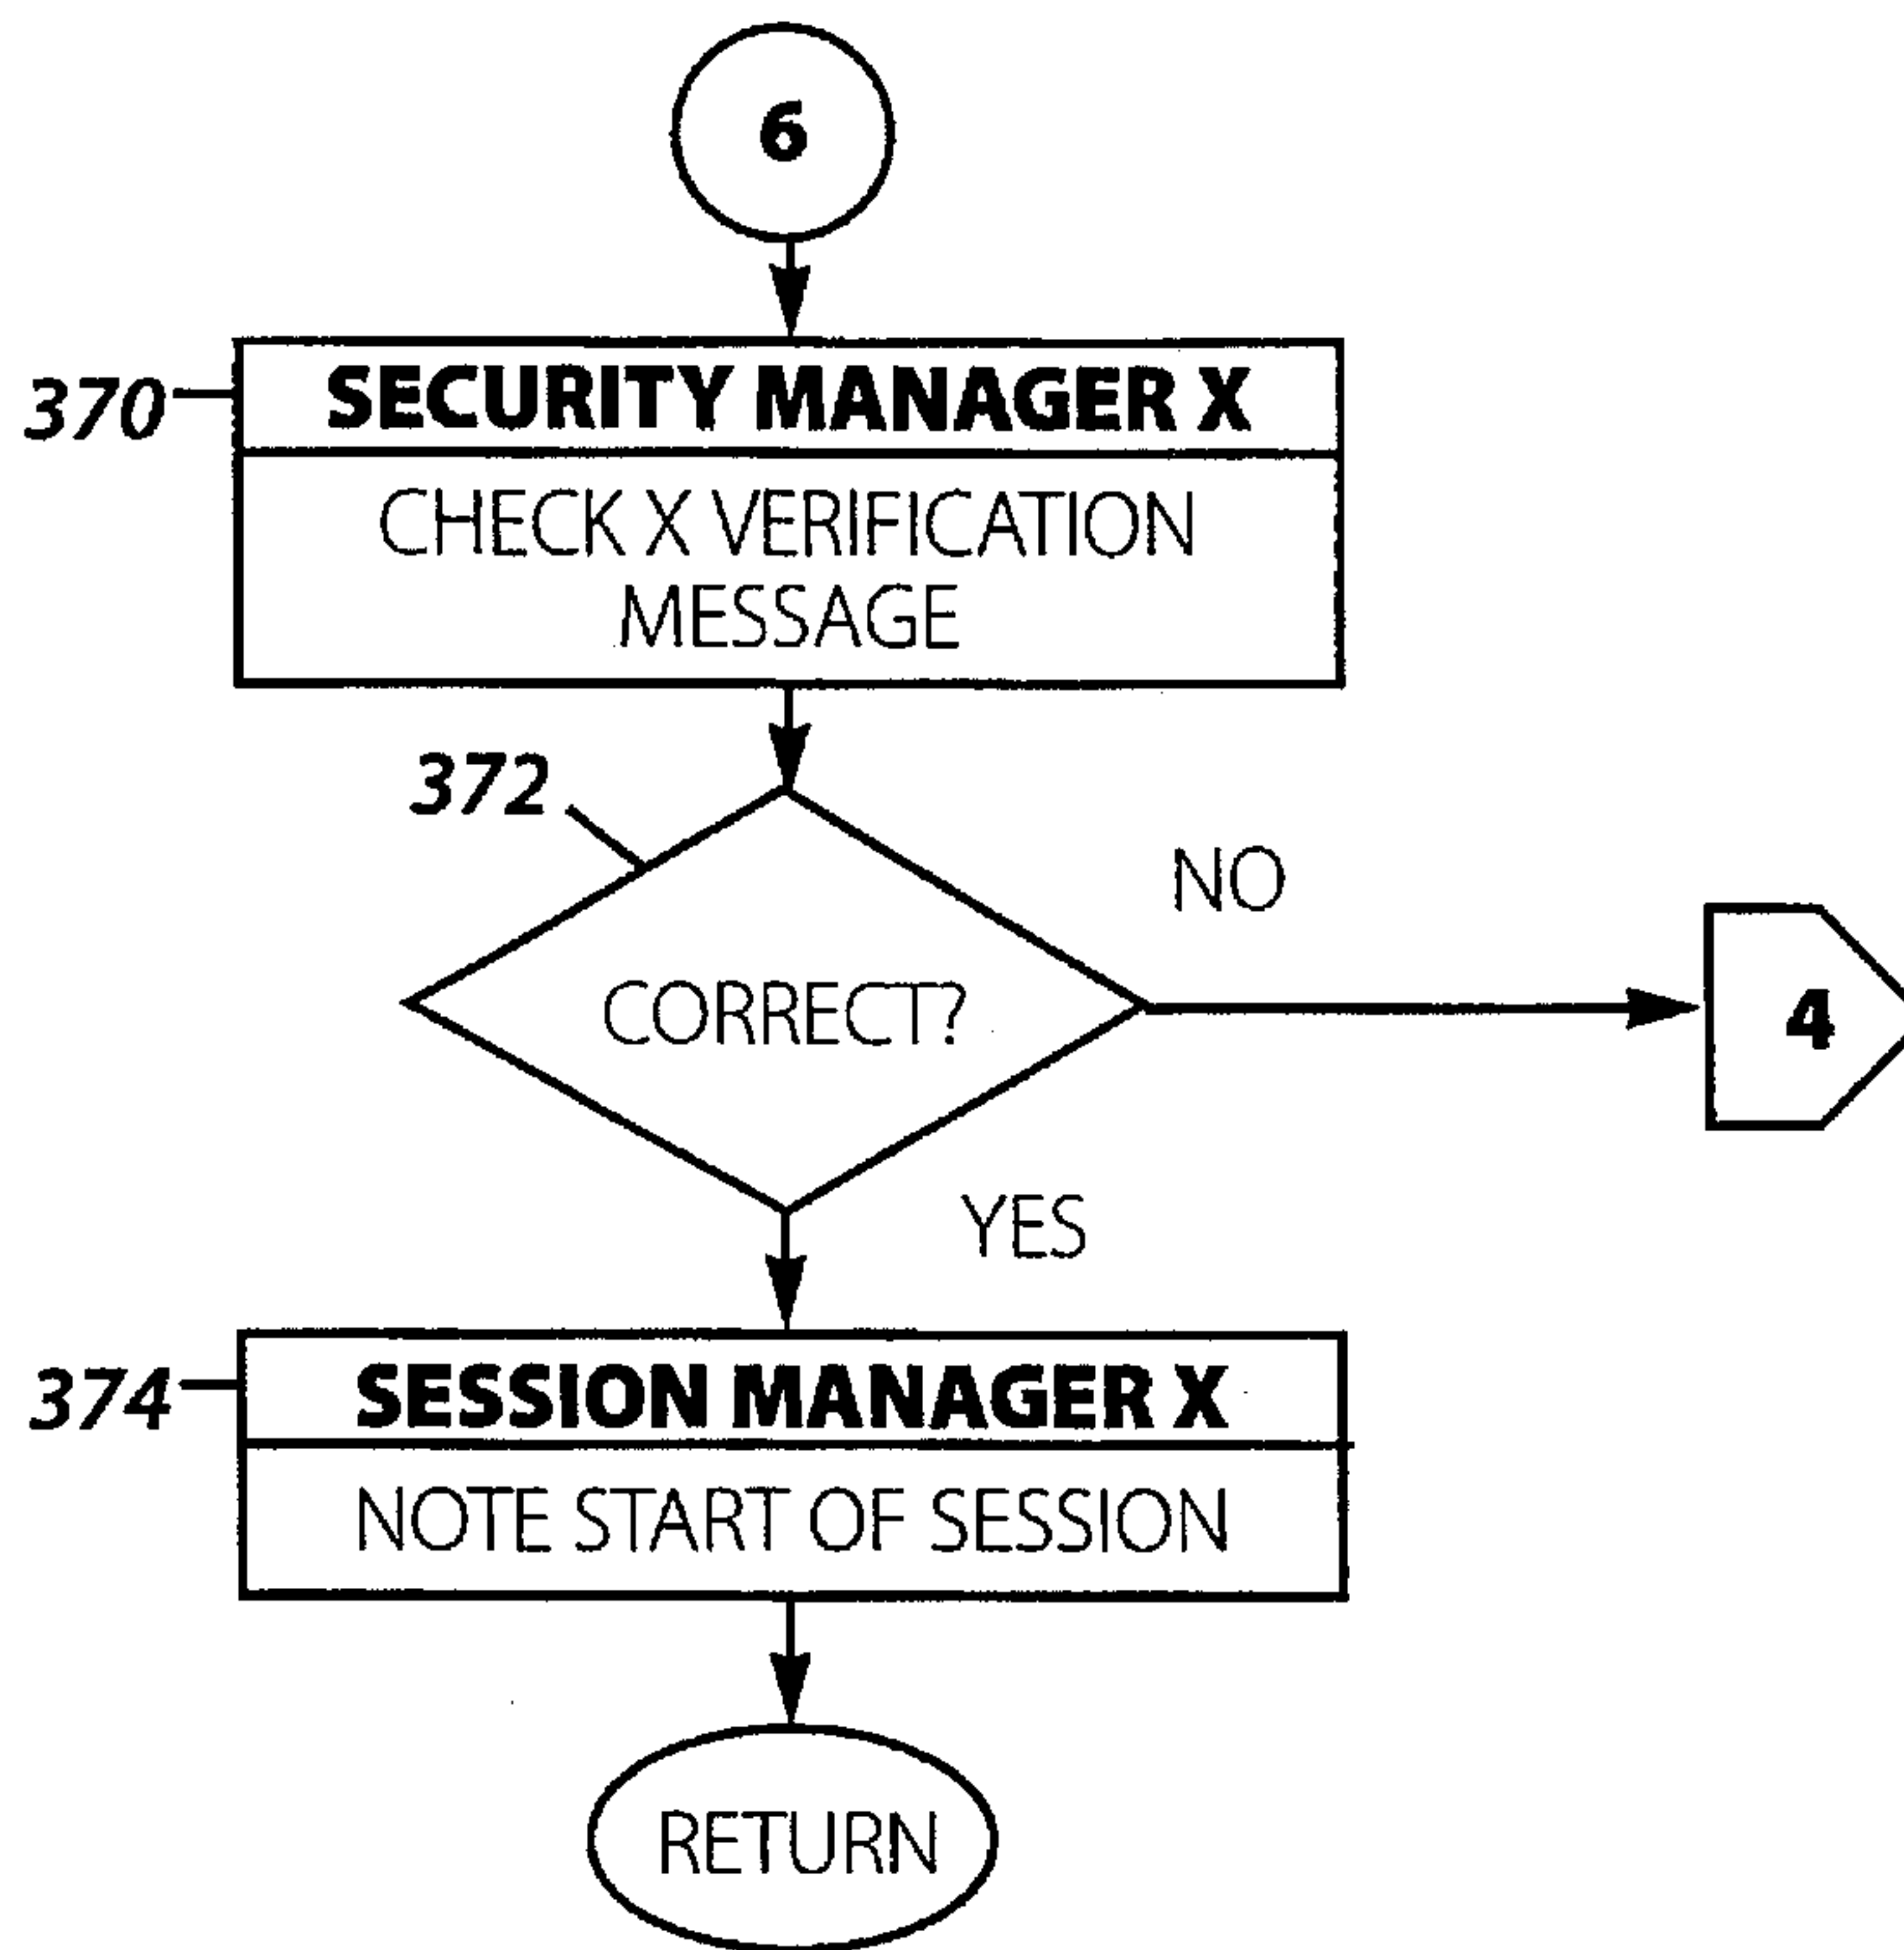 6
370
SECURITY MANAGER X
CHECK X VERIFICATION
MESSAGE
372
NO
CORRECT?
4
YES
374
SESSION MANAGER X
NOTE START OF SESSION
RETURN